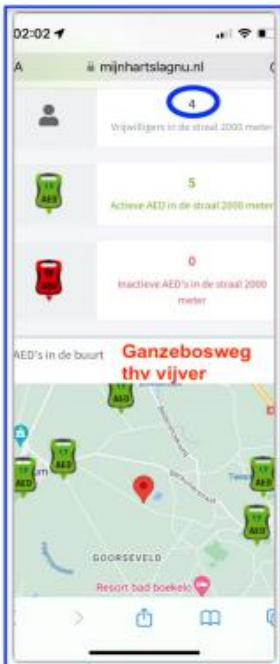 02:02
mijnhartslagnu.nl
4
Vrijwilligers in de straal 2000 meter
AED
5
Actieve AED in de straal 2000 meter
AED
0
Inactieve AED's in de straal 2000
meter
AED's in de buurt
Ganzebosweg
thv vijver
AED
AED
AED
AED
AED
GOORSEVELD
Resort bad boekelo